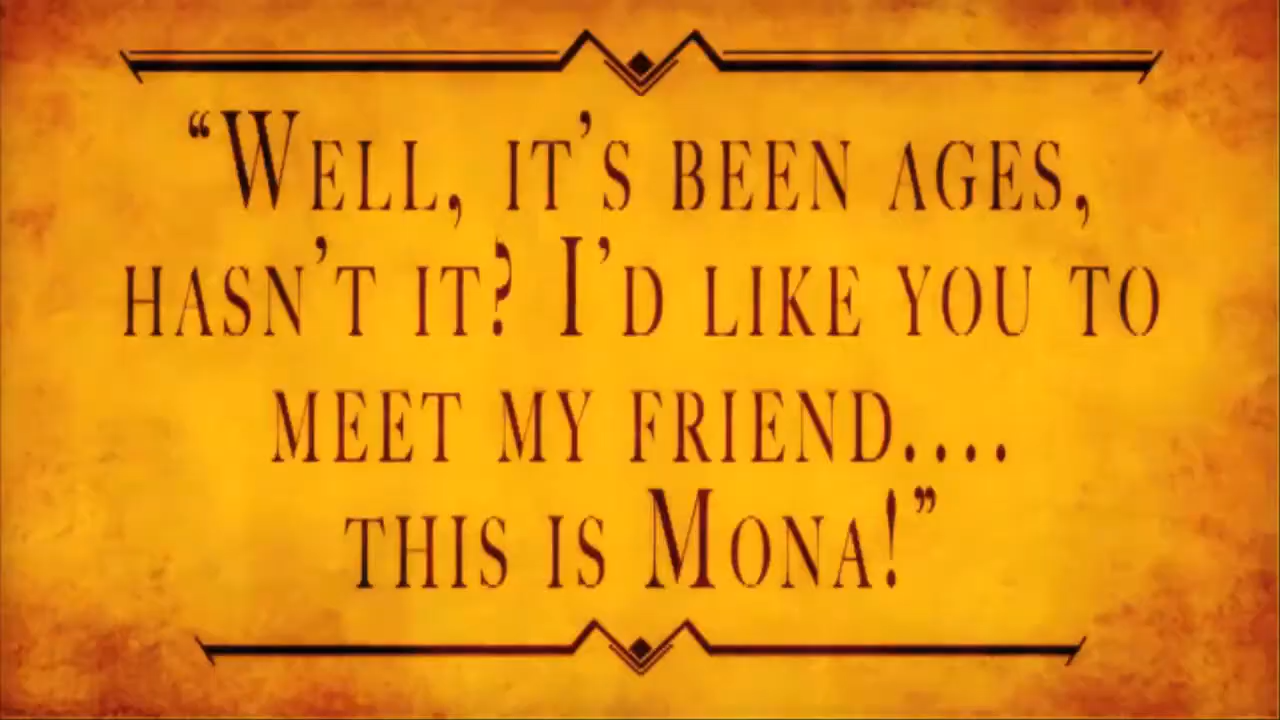 “Well, it’s been ages,
hasn’t it? I’d like you to
meet my friend....
this is Mona!”